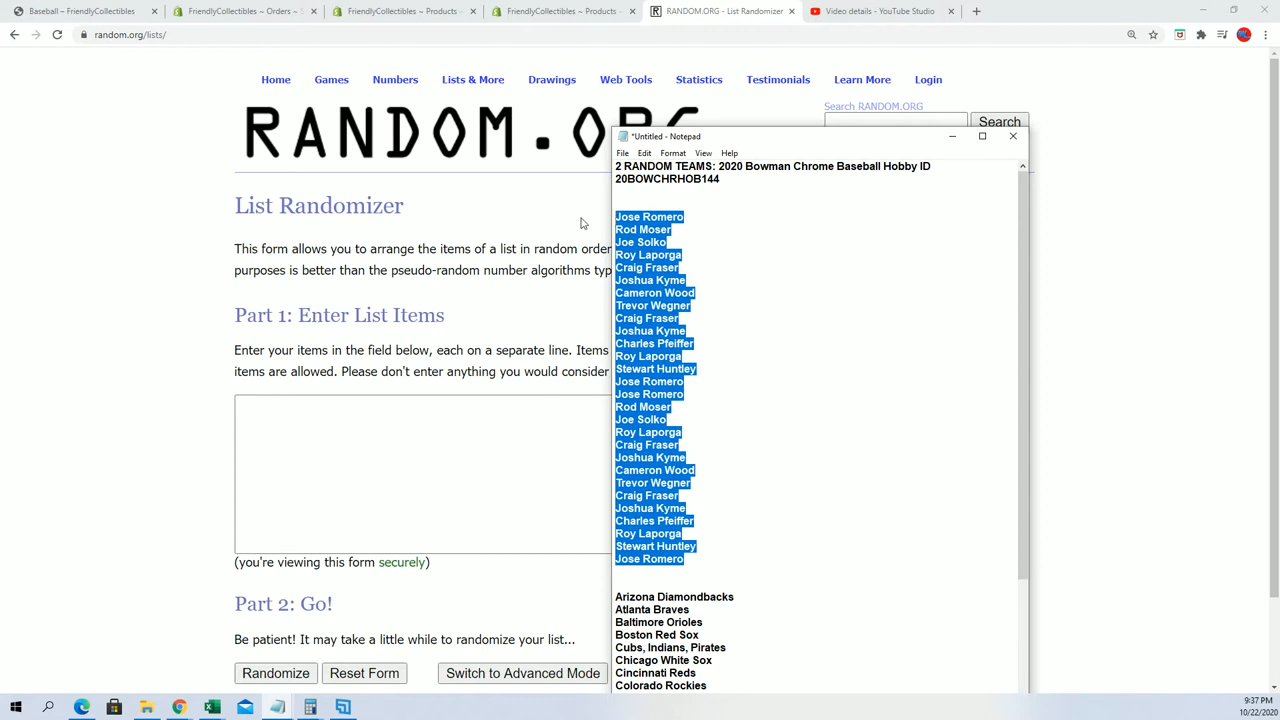 Baseball – FriendlyCollectibles
FriendlyCollectibles ~ Orders ~ S
FriendlyCollectibles ~ Products ~
FriendlyCollectibles ~ Products ~
RANDOM.ORG - List Randomizer
Video details - YouTube Studio
random.org/lists/
Home Games Numbers Lists & More Drawings Web Tools Statistics Testimonials Learn More Login
RANDOM.ORG
Search RANDOM.ORG
Search
List Randomizer
This form allows you to arrange the items of a list in random order
purposes is better than the pseudo-random number algorithms typ
Part 1: Enter List Items
Enter your items in the field below, each on a separate line. Items
items are allowed. Please don't enter anything you would consider
(you're viewing this form securely)
Part 2: Go!
Be patient! It may take a little while to randomize your list...
Randomize Reset Form Switch to Advanced Mode
*Untitled - Notepad
File Edit Format View Help
2 RANDOM TEAMS: 2020 Bowman Chrome Baseball Hobby ID
20BOWCHRHOB144
Jose Romero
Rod Moser
Joe Solko
Roy Laporga
Craig Fraser
Joshua Kyme
Cameron Wood
Trevor Wegner
Craig Fraser
Joshua Kyme
Charles Pfeiffer
Roy Laporga
Stewart Huntley
Jose Romero
Jose Romero
Rod Moser
Joe Solko
Roy Laporga
Craig Fraser
Joshua Kyme
Cameron Wood
Trevor Wegner
Craig Fraser
Joshua Kyme
Charles Pfeiffer
Roy Laporga
Stewart Huntley
Jose Romero
Arizona Diamondbacks
Atlanta Braves
Baltimore Orioles
Boston Red Sox
Cubs, Indians, Pirates
Chicago White Sox
Cincinnati Reds
Colorado Rockies
9:37 PM
10/22/2020